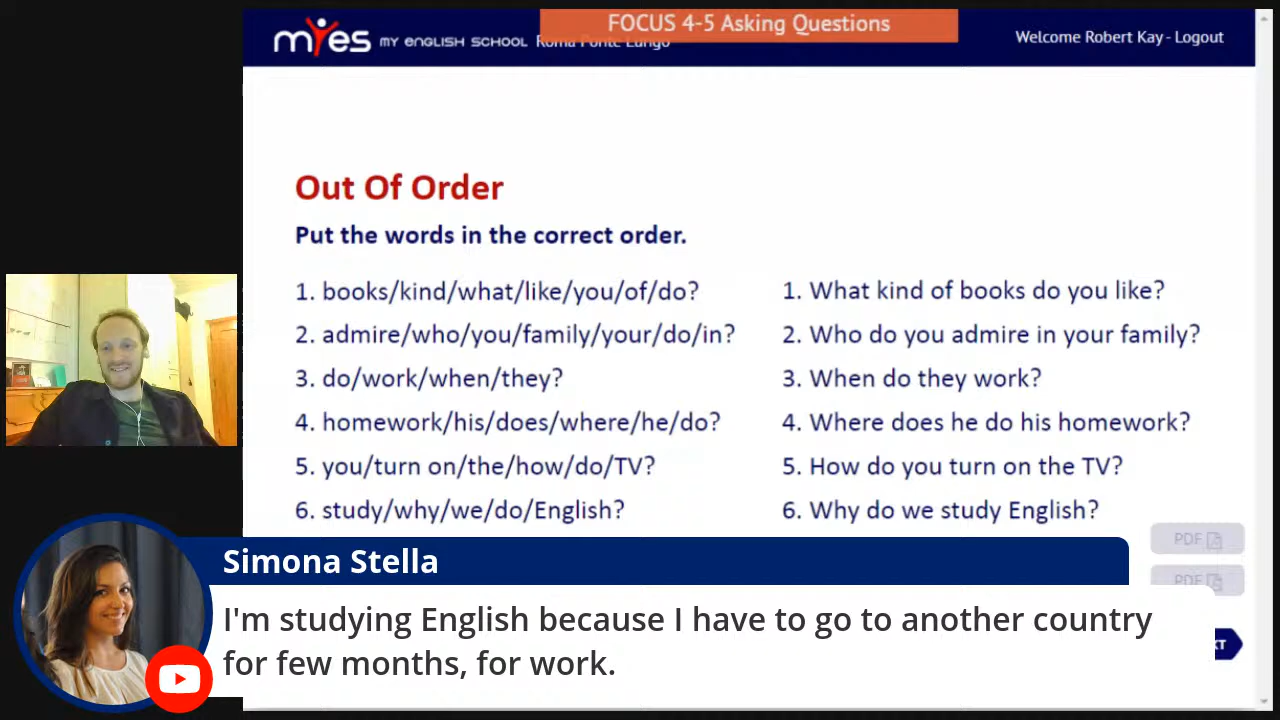 FOCUS 4-5 Asking Questions
myes MY ENGLISH SCHOOL Roma Ponte Lungo
Welcome Robert Kay - Logout
Out Of Order
Put the words in the correct order.
1. books/kind/what/like/you/of/do?
1. What kind of books do you like?
2. admire/who/you/family/your/do/in?
2. Who do you admire in your family?
3. do/work/when/they?
3. When do they work?
4. homework/his/does/where/he/do?
4. Where does he do his homework?
5. you/turn on/the/how/do/TV?
5. How do you turn on the TV?
6. study/why/we/do/English?
6. Why do we study English?
PDF
PDF
Simona Stella
I'm studying English because I have to go to another country
for few months, for work.